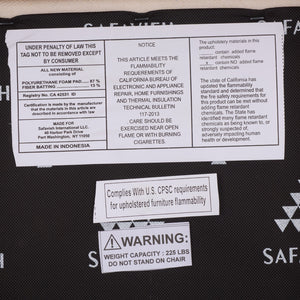 SAFAVIEH
UNDER PENALTY OF LAW THIS
TAG NOT TO BE REMOVED EXCEPT
BY CONSUMER
ALL NEW MATERIAL
consisting of
POLYURETHANE FOAM PAD 87 %
FIBER BATTING 13 %
Registry No. CA 42531 ID
Certification is made by the manufacturer
that the materials in this article are
described in accordance with law
MADE FOR
Safavieh International LLC.
40 Harbor Park Drive
Port Washington, NY 11050
MADE IN INDONESIA
NOTICE
THIS ARTICLE MEETS THE
FLAMMABILITY
REQUIREMENTS OF
CALIFORNIA BUREAU OF
ELECTRONIC AND APPLIANCE
REPAIR, HOME FURNISHINGS
AND THERMAL INSULATION
TECHNICAL BULLETIN
117-2013
CARE SHOULD BE
EXERCISED NEAR OPEN
FLAME OR WITH BURNING
CIGARETTES
The upholstery materials in this
product:
contain added flame
retardant chemicals
x contain NO added flame
retardant chemicals
The state of California has
updated the flammability
standard and determined that
the fire safety requirements for
this product can be met without
adding flame retardant
chemicals. The State has
identified many flame retardant
chemicals as being known to, or
strongly suspected of,
adversely impacting human
health or development.
Complies With U.S. CPSC requirements
for upholstered furniture flammability
WARNING:
WEIGHT CAPACITY : 225 LBS
DO NOT STAND ON CHAIR
SAFA
SAFA